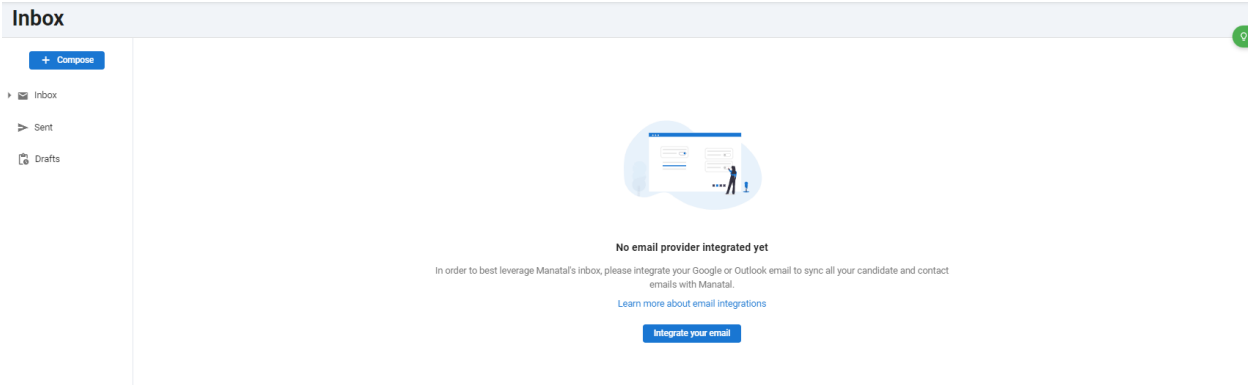 Inbox
+ Compose
Inbox
Sent
Drafts
No email provider integrated yet
In order to best leverage Manatal's inbox, please integrate your Google or Outlook email to sync all your candidate and contact
emails with Manatal.
Learn more about email integrations
Integrate your email